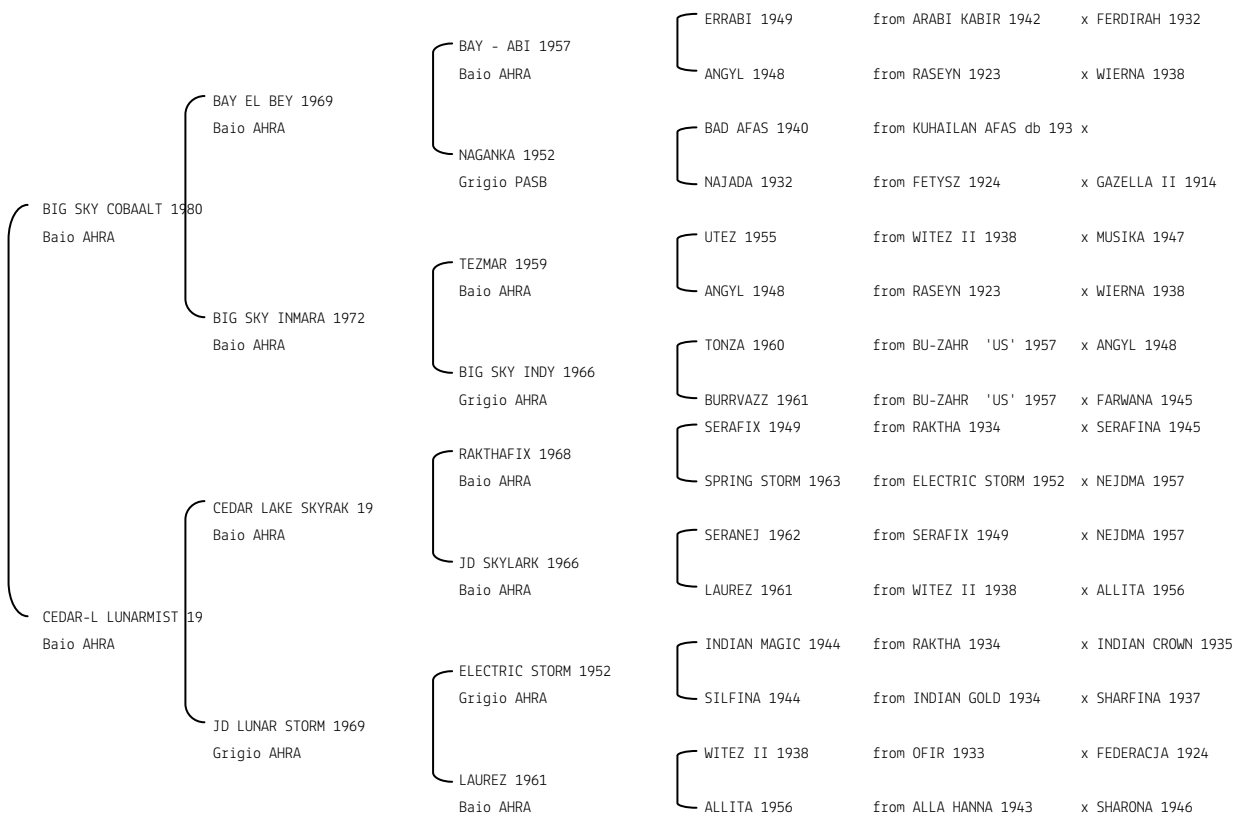 ERRABI 1949 from ARABI KABIR 1942 x FERDIRAH 1932
BAY - ABI 1957
Baio AHRA
ANGYL 1948 from RASEYN 1923 x WIERNA 1938
BAY EL BEY 1969
Baio AHRA
BAD AFAS 1940 from KUHAILAN AFAS db 193 x
NAGANKA 1952
Grigio PASB
NAJADA 1932 from FETYSZ 1924 x GAZELLA II 1914
BIG SKY COBAALT 1980
Baio AHRA
UTEZ 1955 from WITEZ II 1938 x MUSIKA 1947
TEZMAR 1959
Baio AHRA
ANGYL 1948 from RASEYN 1923 x WIERNA 1938
BIG SKY INMARA 1972
Baio AHRA
TONZA 1960 from BU-ZAHR 'US' 1957 x ANGYL 1948
BIG SKY INDY 1966
Grigio AHRA
BURRVAZZ 1961 from BU-ZAHR 'US' 1957 x FARWANA 1945
SERAFIX 1949 from RAKTHA 1934 x SERAFINA 1945
RAKTHAFIX 1968
Baio AHRA
SPRING STORM 1963 from ELECTRIC STORM 1952 x NEJDMA 1957
CEDAR LAKE SKYRAK 19
Baio AHRA
SERANEJ 1962 from SERAFIX 1949 x NEJDMA 1957
JD SKYLARK 1966
Baio AHRA
LAUREZ 1961 from WITEZ II 1938 x ALLITA 1956
CEDAR-L LUNARMIST 19
Baio AHRA
INDIAN MAGIC 1944 from RAKTHA 1934 x INDIAN CROWN 1935
ELECTRIC STORM 1952
Grigio AHRA
SILFINA 1944 from INDIAN GOLD 1934 x SHARFINA 1937
JD LUNAR STORM 1969
Grigio AHRA
WITEZ II 1938 from OFIR 1933 x FEDERACJA 1924
LAUREZ 1961
Baio AHRA
ALLITA 1956 from ALLA HANNA 1943 x SHARONA 1946